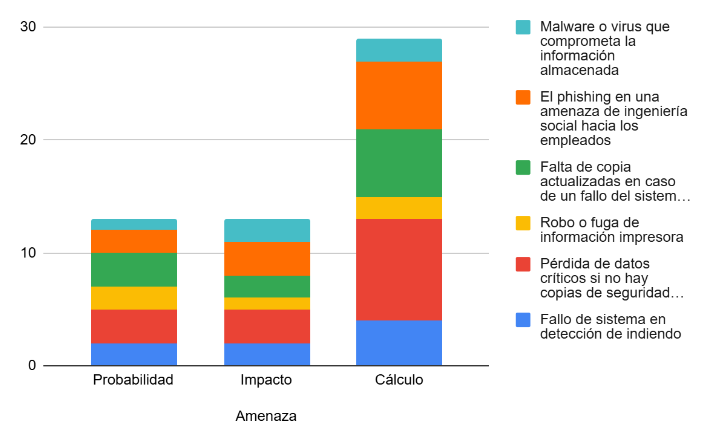 30
20
10
0
Probabilidad
Impacto
Cálculo
Amenaza
Malware o virus que
comprometa la
información
almacenada
El phishing en una
amenaza de ingeniería
social hacia los
empleados
Falta de copia
actualizadas en caso
de un fallo del sistem…
Robo o fuga de
información impresora
Pérdida de datos
críticos si no hay
copias de seguridad…
Fallo de sistema en
detección de indiendo